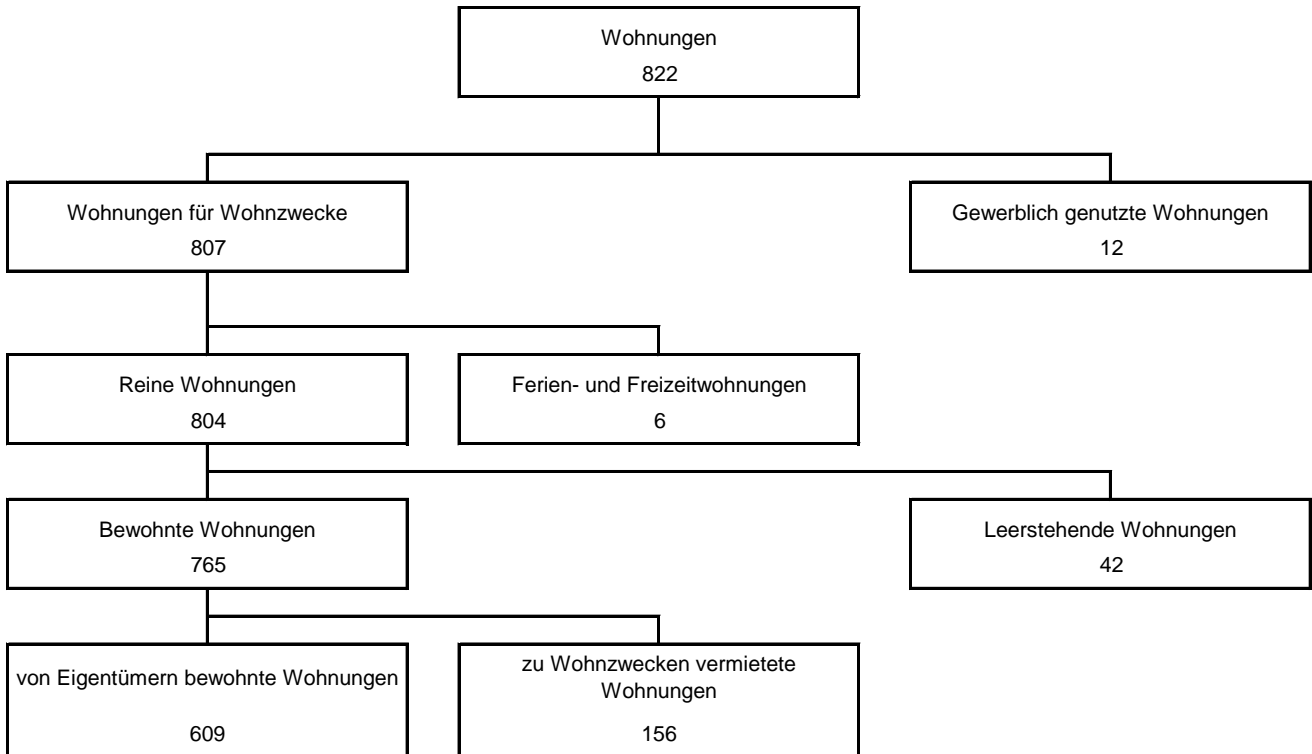 Wohnungen
822
Wohnungen für Wohnzwecke
807
Gewerblich genutzte Wohnungen
12
Reine Wohnungen
804
Ferien- und Freizeitwohnungen
6
Bewohnte Wohnungen
765
Leerstehende Wohnungen
42
von Eigentümern bewohnte Wohnungen
609
zu Wohnzwecken vermietete
Wohnungen
156